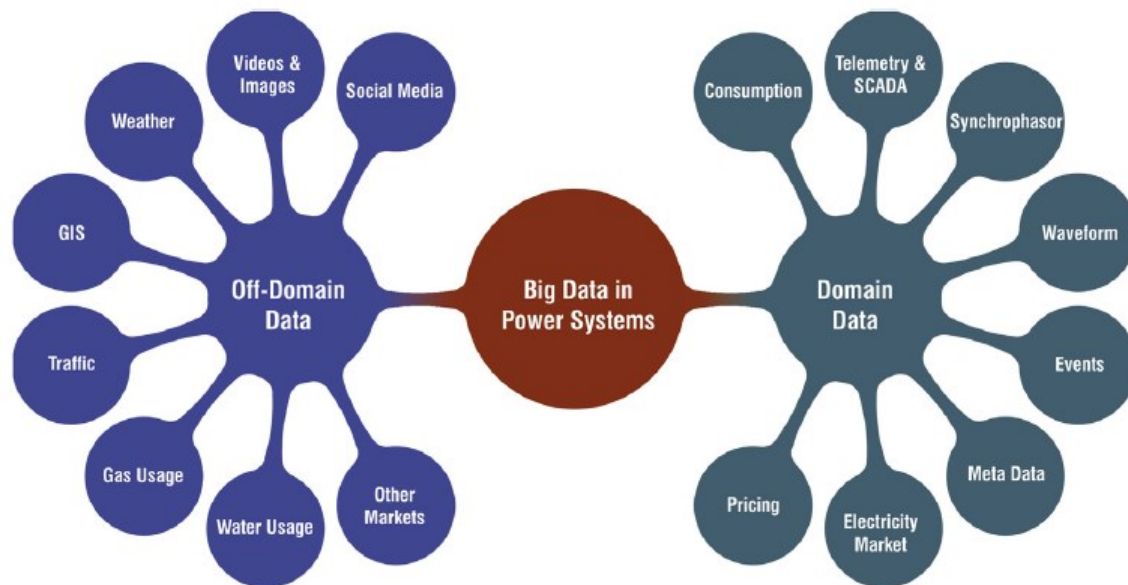 Videos &
Images
Social Media
Weather
GIS
Off-Domain
Data
Traffic
Gas Usage
Water Usage
Other
Markets
Big Data in
Power Systems
Consumption
Telemetry &
SCADA
Synchrophasor
Waveform
Domain
Data
Events
Meta Data
Electricity
Market
Pricing